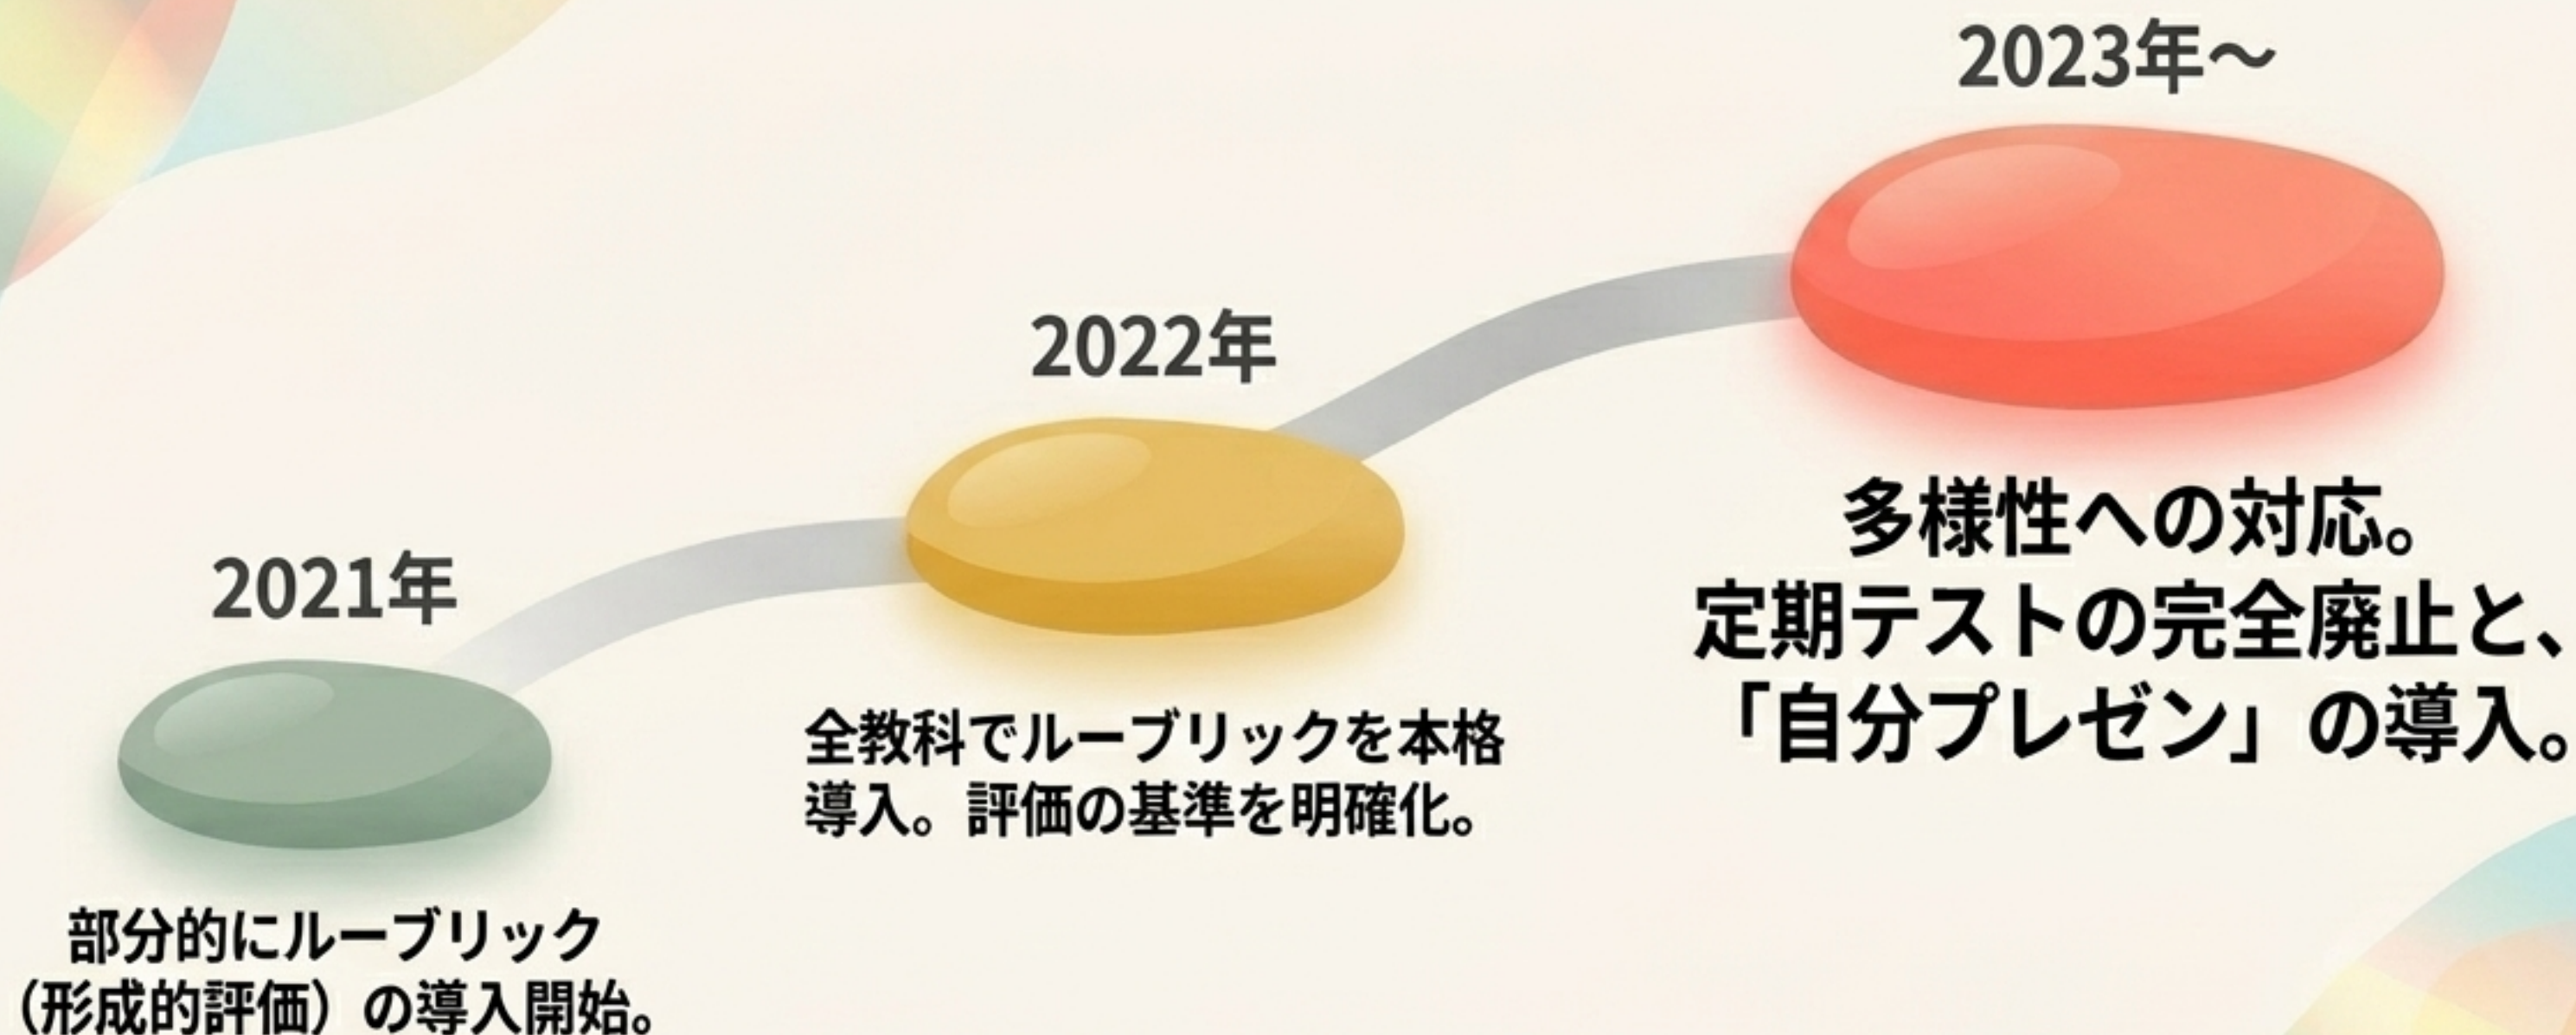 2021年
部分的にルーブリック
（形成的評価）の導入開始。
2022年
全教科でルーブリックを本格
導入。評価の基準を明確化。
2023年～
多様性への対応。
定期テストの完全廃止と、
「自分プレゼン」の導入。